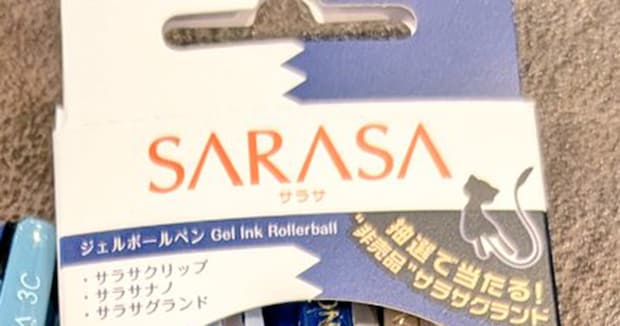 SARASA
サラサ
ジェルボールペン Gel Ink Rollerball
・サラサクリップ
・サラサナノ
・サラサグランド
抽選で当たる!
"非売品"サラサグランド
3C